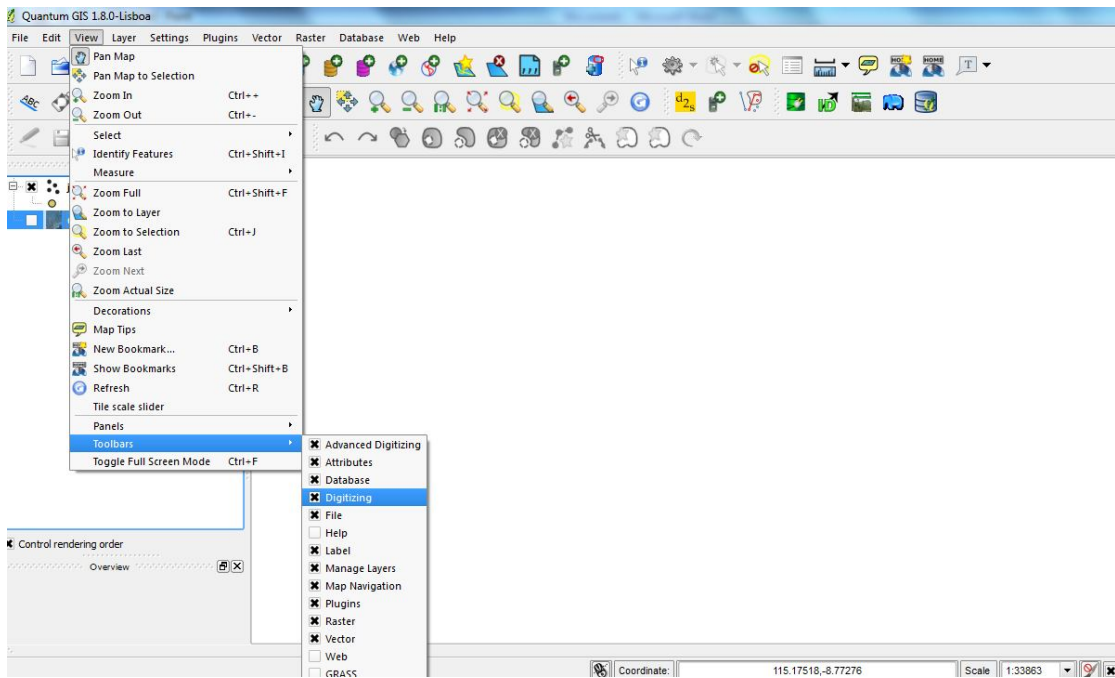 Quantum GIS 1.8.0-Lisboa
File Edit View Layer Settings Plugins Vector Raster Database Web Help
Pan Map
Pan Map to Selection
Zoom In Ctrl++
Zoom Out Ctrl+-
Select
Identify Features Ctrl+Shift+I
Measure
Zoom Full Ctrl+Shift+F
Zoom to Layer
Zoom to Selection Ctrl+J
Zoom Last
Zoom Next
Zoom Actual Size
Decorations
Map Tips
New Bookmark... Ctrl+B
Show Bookmarks Ctrl+Shift+B
Refresh Ctrl+R
Tile scale slider
Panels
Toolbars
Toggle Full Screen Mode Ctrl+F
Advanced Digitizing
Attributes
Database
Digitizing
File
Help
Label
Manage Layers
Map Navigation
Plugins
Raster
Vector
Web
GRASS
Control rendering order
Overview
Coordinate: 115.17518,-8.77276 Scale 1:33863